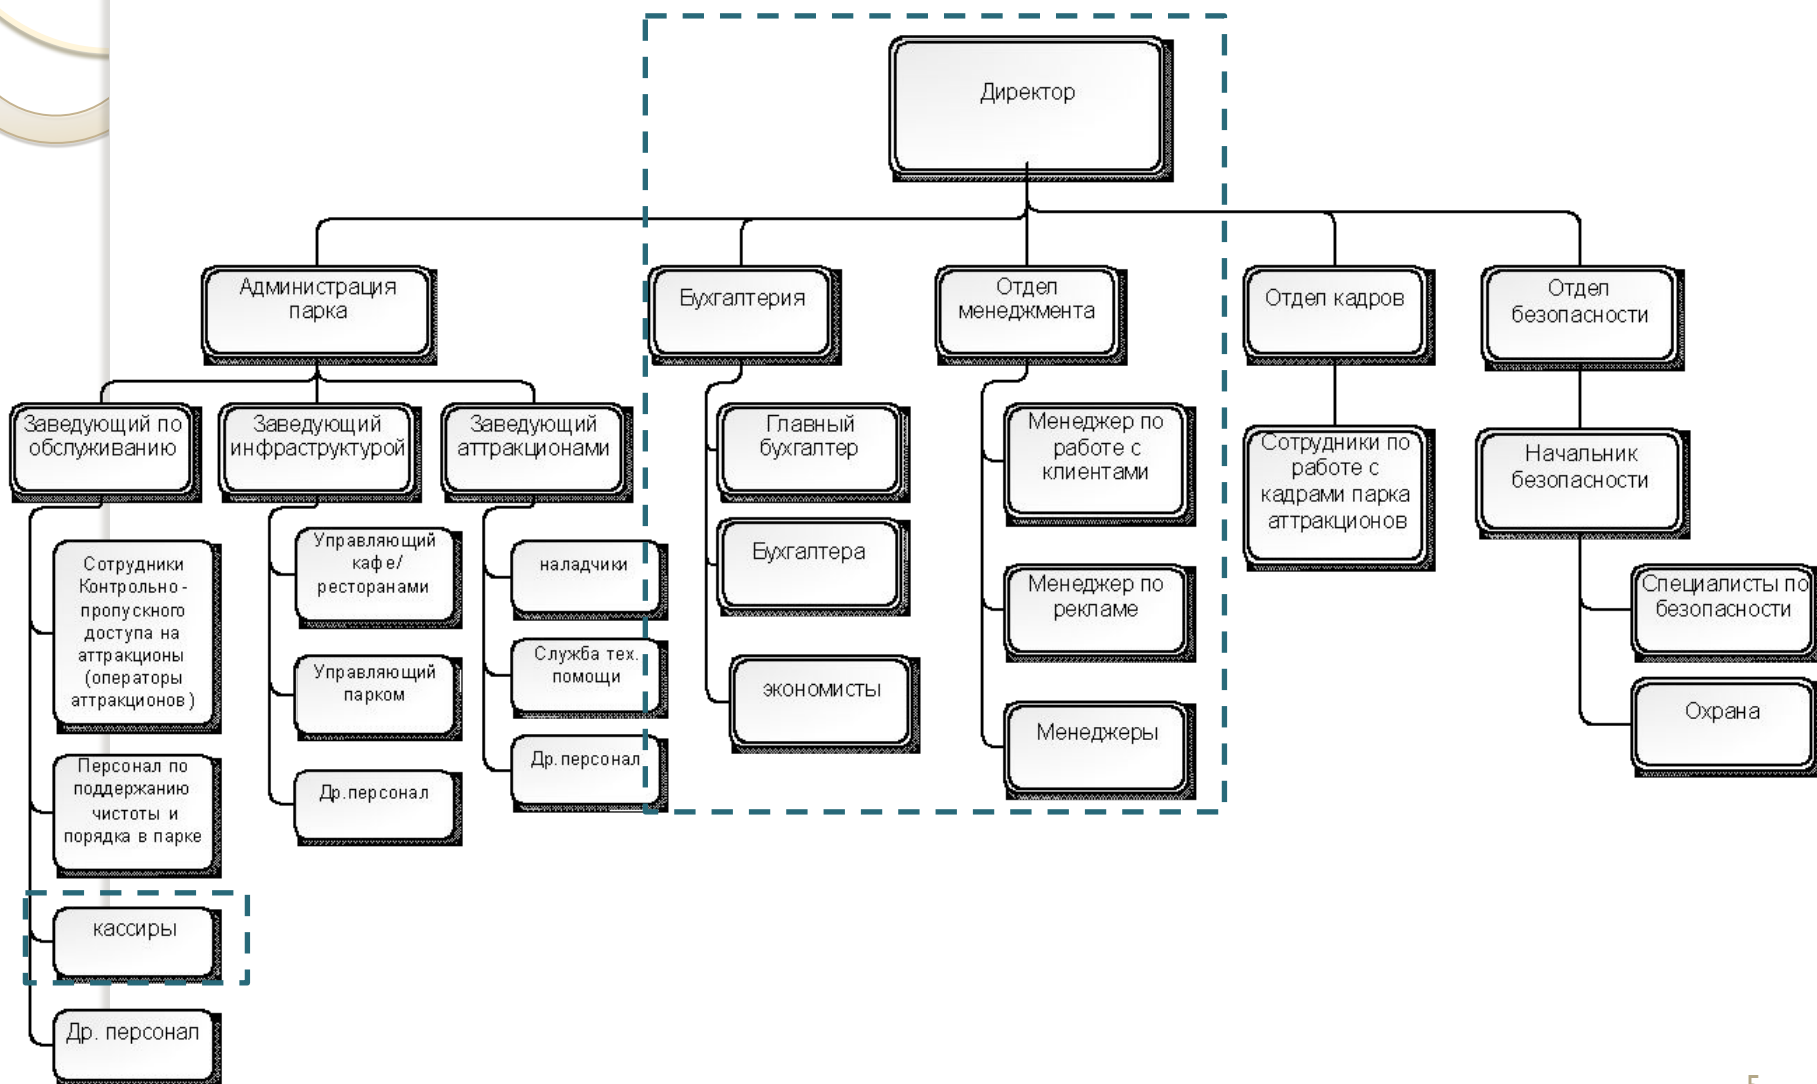 Директор
Администрация
парка
Бухгалтерия
Отдел
менеджмента
Отдел кадров
Отдел
безопасности
Заведующий по
обслуживанию
Заведующий
инфраструктурой
Заведующий
аттракционами
Главный
бухгалтер
Менеджер по
работе с
клиентами
Сотрудники по
работе с
кадрами парка
аттракционов
Начальник
безопасности
Сотрудники
Контрольно-
пропускного
доступа на
аттракционы
(операторы
аттракционов)
Управляющий
кафе/
ресторанами
наладчики
Бухгалтера
Менеджер по
рекламе
Специалисты по
безопасности
Управляющий
парком
Служба тех.
помощи
экономисты
Менеджеры
Охрана
Персонал по
поддержанию
чистоты и
порядка в парке
Др.персонал
Др.персонал
кассиры
Др. персонал